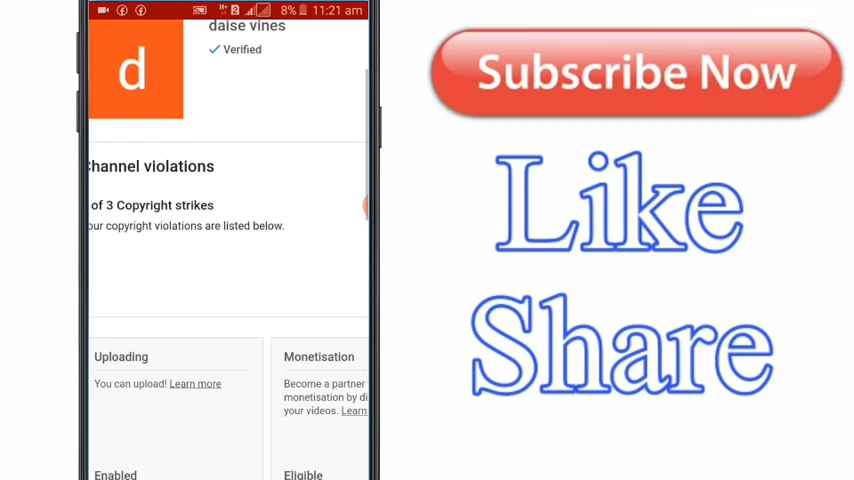 8% 11:21 am
daise vines
Verified
d
Channel violations
of 3 Copyright strikes
our copyright violations are listed below.
Uploading
You can upload! Learn more
Enabled
Monetisation
Become a partner
monetisation by di
your videos. Learn
Eligible
Subscribe Now
Like
Share